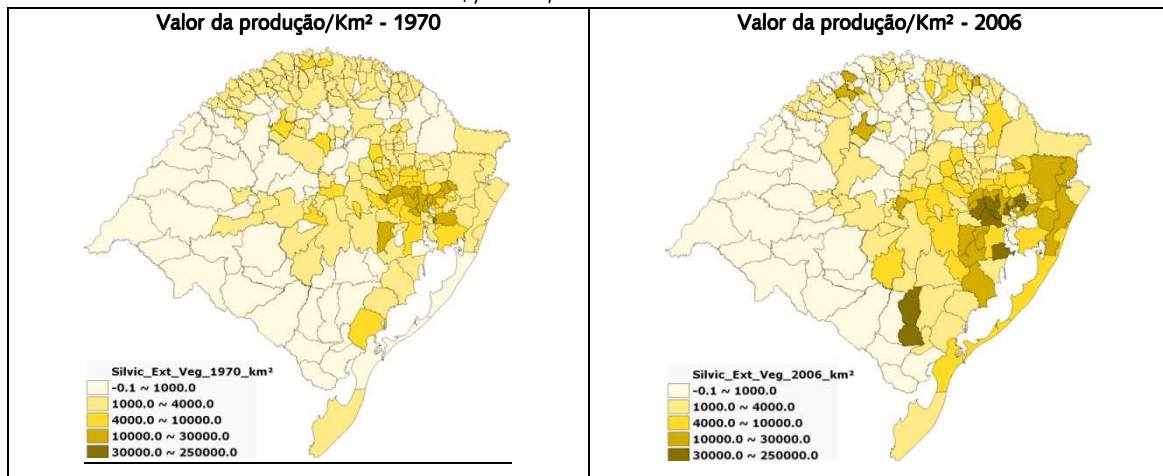 Valor da produção/Km² - 1970
Silvic_Ext_Veg_1970_km²
-0.1 ~ 1000.0
1000.0 ~ 4000.0
4000.0 ~ 10000.0
10000.0 ~ 30000.0
30000.0 ~ 250000.0
Valor da produção/Km² - 2006
Silvic_Ext_Veg_2006_km²
-0.1 ~ 1000.0
1000.0 ~ 4000.0
4000.0 ~ 10000.0
10000.0 ~ 30000.0
30000.0 ~ 250000.0